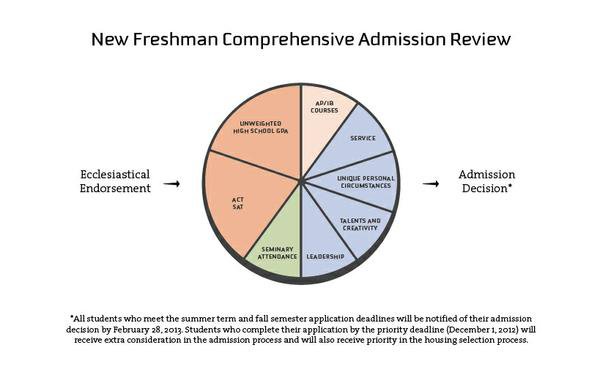 New Freshman Comprehensive Admission Review
AP/IB
COURSES
UNWEIGHTED
HIGH SCHOOL GPA
SERVICE
Ecclesiastical
Endorsement
UNIQUE PERSONAL
CIRCUMSTANCES
Admission
Decision*
ACT
SAT
TALENTS AND
CREATIVITY
SEMINARY
ATTENDANCE
LEADERSHIP
*All students who meet the summer term and fall semester application deadlines will be notified of their admission
decision by February 28, 2013. Students who complete their application by the priority deadline (December 1, 2012) will
receive extra consideration in the admission process and will also receive priority in the housing selection process.